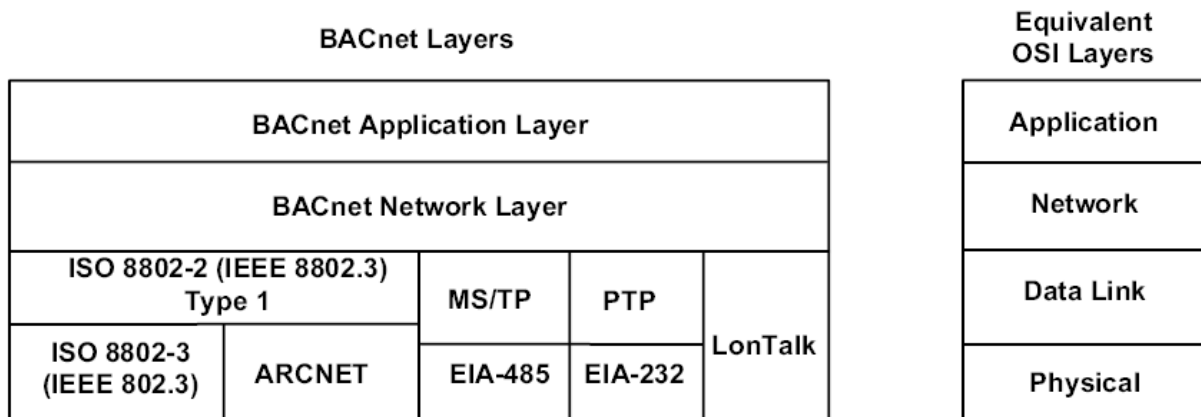 BACnet Layers
Equivalent
OSI Layers
BACnet Application Layer
Application
BACnet Network Layer
Network
ISO 8802-2 (IEEE 8802.3)
Type 1
MS/TP
PTP
LonTalk
Data Link
ISO 8802-3
(IEEE 802.3)
ARCNET
EIA-485
EIA-232
Physical